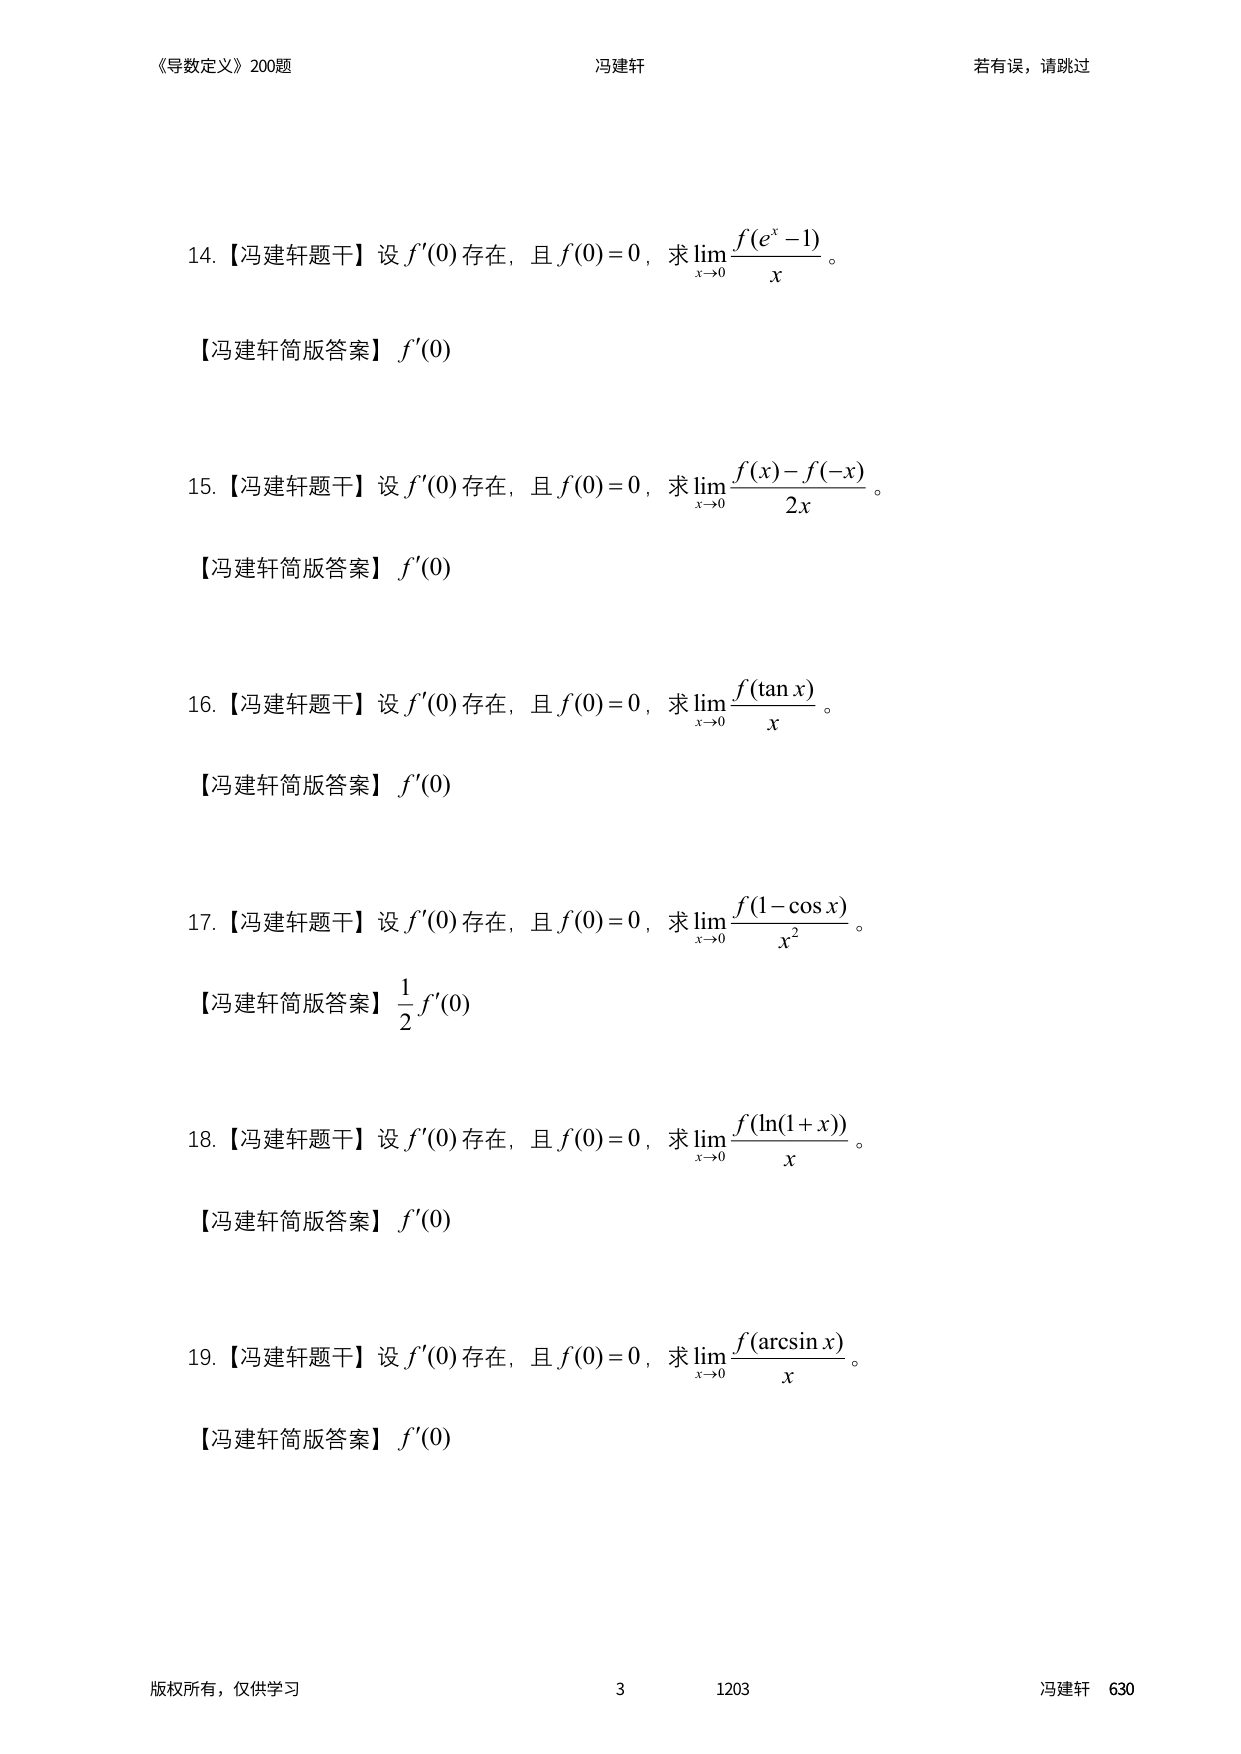 《导数定义》200题 冯建轩 若有误，请跳过
14.【冯建轩题干】设 f′(0) 存在，且 f(0) = 0，求 lim_{x→0} f(e^x − 1)/x 。
【冯建轩简版答案】 f′(0)
15.【冯建轩题干】设 f′(0) 存在，且 f(0) = 0，求 lim_{x→0} (f(x) − f(−x))/(2x) 。
【冯建轩简版答案】 f′(0)
16.【冯建轩题干】设 f′(0) 存在，且 f(0) = 0，求 lim_{x→0} f(tan x)/x 。
【冯建轩简版答案】 f′(0)
17.【冯建轩题干】设 f′(0) 存在，且 f(0) = 0，求 lim_{x→0} f(1 − cos x)/x² 。
【冯建轩简版答案】 1/2 f′(0)
18.【冯建轩题干】设 f′(0) 存在，且 f(0) = 0，求 lim_{x→0} f(ln(1 + x))/x 。
【冯建轩简版答案】 f′(0)
19.【冯建轩题干】设 f′(0) 存在，且 f(0) = 0，求 lim_{x→0} f(arcsin x)/x 。
【冯建轩简版答案】 f′(0)
版权所有，仅供学习 3 1203 冯建轩 630